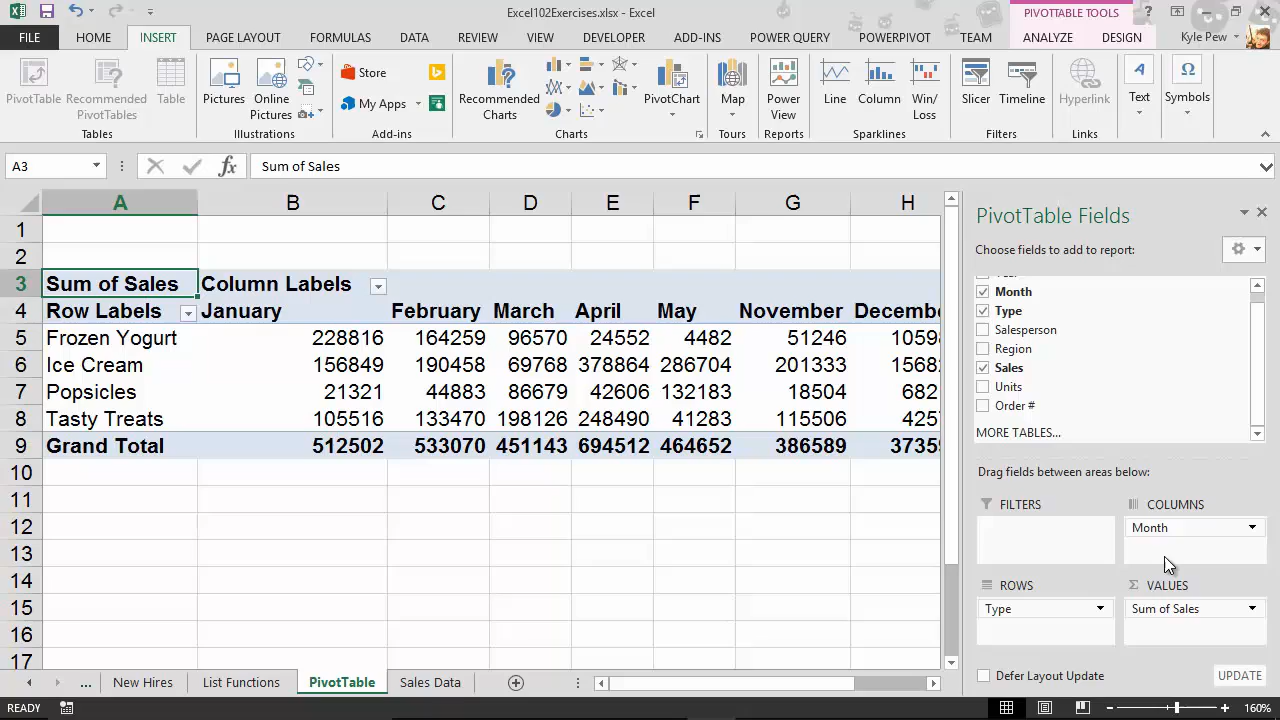 Excel102Exercises.xlsx - Excel
PIVOTTABLE TOOLS
?
FILE HOME INSERT PAGE LAYOUT FORMULAS DATA REVIEW VIEW DEVELOPER ADD-INS POWER QUERY POWERPIVOT TEAM ANALYZE DESIGN Kyle Pew
PivotTable Recommended PivotTables Table
Tables
Pictures Online Pictures
Illustrations
Store
My Apps
Add-ins
Recommended Charts
PivotChart
Charts
Map
Tours
Power View
Reports
Line Column Win/Loss
Sparklines
Slicer Timeline
Filters
Hyperlink
Links
A Text
Ω Symbols
A3 fx Sum of Sales
A B C D E F G H
1
2
3 Sum of Sales Column Labels
4 Row Labels January February March April May November Decemb
5 Frozen Yogurt 228816 164259 96570 24552 4482 51246 1059
6 Ice Cream 156849 190458 69768 378864 286704 201333 1568
7 Popsicles 21321 44883 86679 42606 132183 18504 682
8 Tasty Treats 105516 133470 198126 248490 41283 115506 425
9 Grand Total 512502 533070 451143 694512 464652 386589 3735
10
11
12
13
14
15
16
17
PivotTable Fields
Choose fields to add to report:
Month
Type
Salesperson
Region
Sales
Units
Order #
MORE TABLES...
Drag fields between areas below:
FILTERS COLUMNS
Month
ROWS Σ VALUES
Type Sum of Sales
Defer Layout Update UPDATE
... New Hires List Functions PivotTable Sales Data
READY 160%